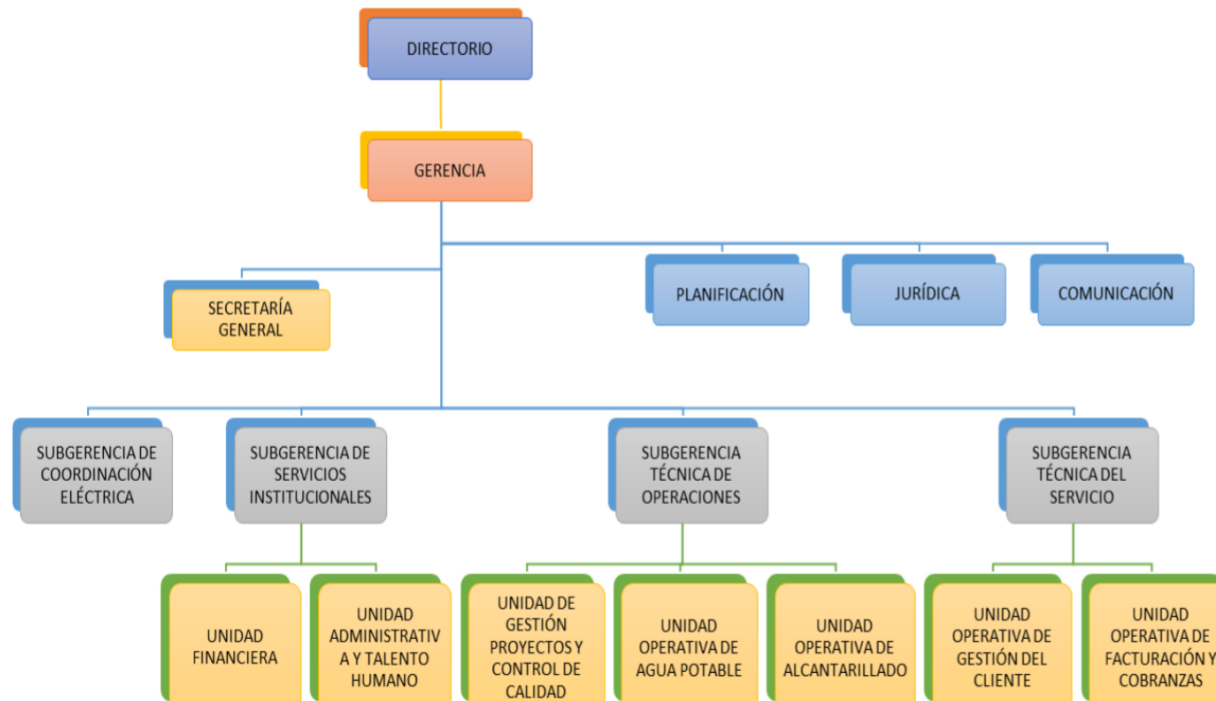 DIRECTORIO
GERENCIA
SECRETARÍA
GENERAL
PLANIFICACIÓN
JURÍDICA
COMUNICACIÓN
SUBGERENCIA DE
COORDINACIÓN
ELÉCTRICA
SUBGERENCIA DE
SERVICIOS
INSTITUCIONALES
SUBGERENCIA
TÉCNICA DE
OPERACIONES
SUBGERENCIA
TÉCNICA DEL
SERVICIO
UNIDAD
FINANCIERA
UNIDAD
ADMINISTRATIV
A Y TALENTO
HUMANO
UNIDAD DE
GESTIÓN
PROYECTOS Y
CONTROL DE
CALIDAD
UNIDAD
OPERATIVA DE
AGUA POTABLE
UNIDAD
OPERATIVA DE
ALCANTARILLADO
UNIDAD
OPERATIVA DE
GESTIÓN DEL
CLIENTE
UNIDAD
OPERATIVA DE
FACTURACIÓN Y
COBRANZAS